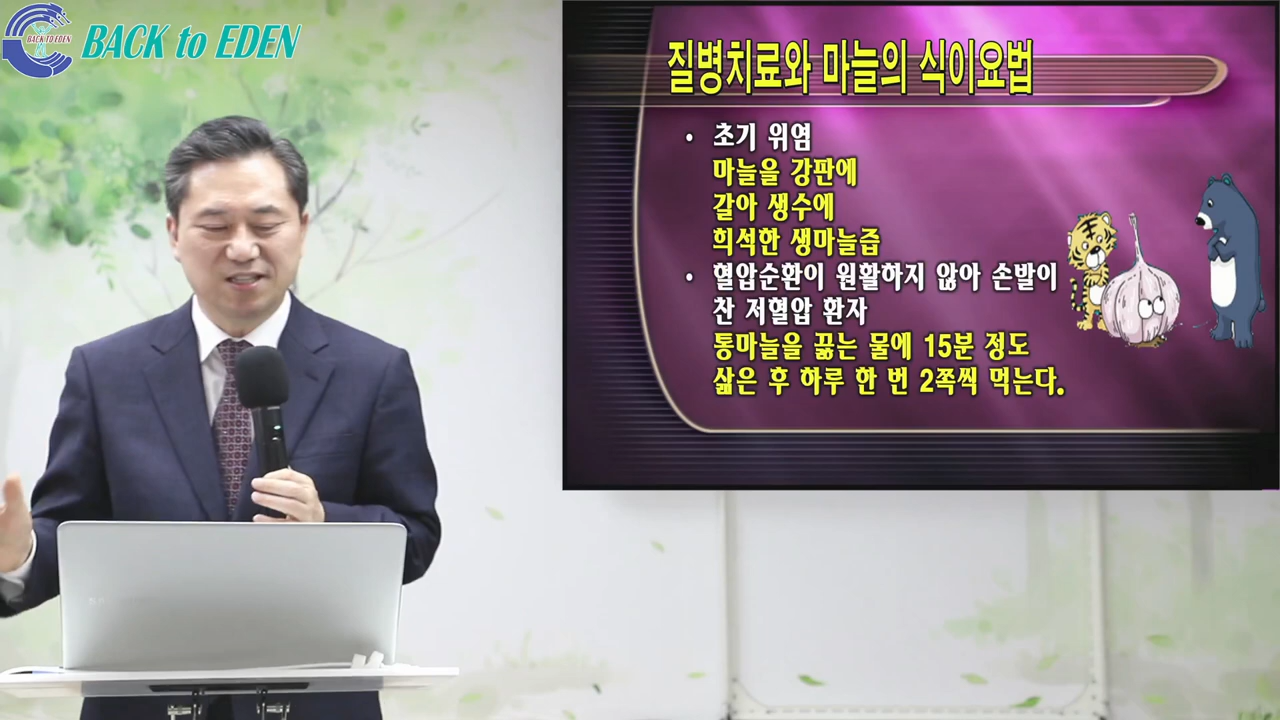 BACK TO EDEN
BACK to EDEN
질병치료와 마늘의 식이요법
• 초기 위염
마늘을 강판에
갈아 생수에
희석한 생마늘즙
• 혈압순환이 원활하지 않아 손발이
찬 저혈압 환자
통마늘을 끓는 물에 15분 정도
삶은 후 하루 한 번 2쪽씩 먹는다.